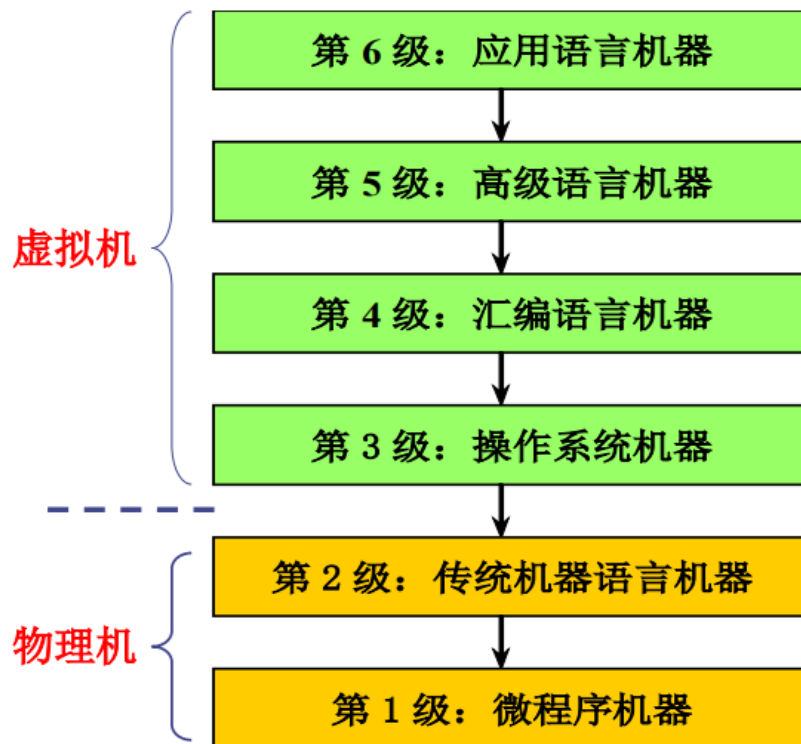 第 6 级：应用语言机器
第 5 级：高级语言机器
虚拟机
第 4 级：汇编语言机器
第 3 级：操作系统机器
第 2 级：传统机器语言机器
物理机
第 1 级：微程序机器